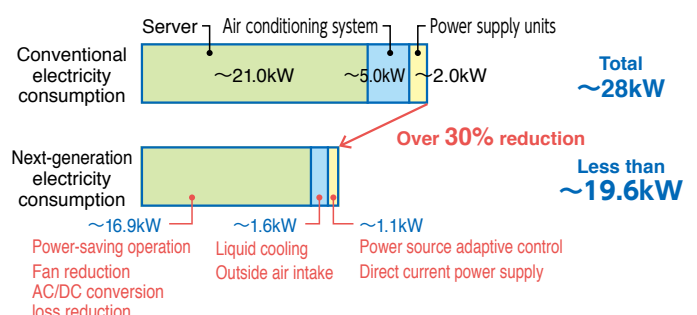 Server Air conditioning system Power supply units
Conventional
electricity
consumption
～21.0kW ～5.0kW ～2.0kW
Total
～28kW
Over 30% reduction
Next-generation
electricity
consumption
Less than
～19.6kW
～16.9kW
Power-saving operation
Fan reduction
AC/DC conversion
loss reduction
～1.6kW
Liquid cooling
Outside air intake
～1.1kW
Power source adaptive control
Direct current power supply